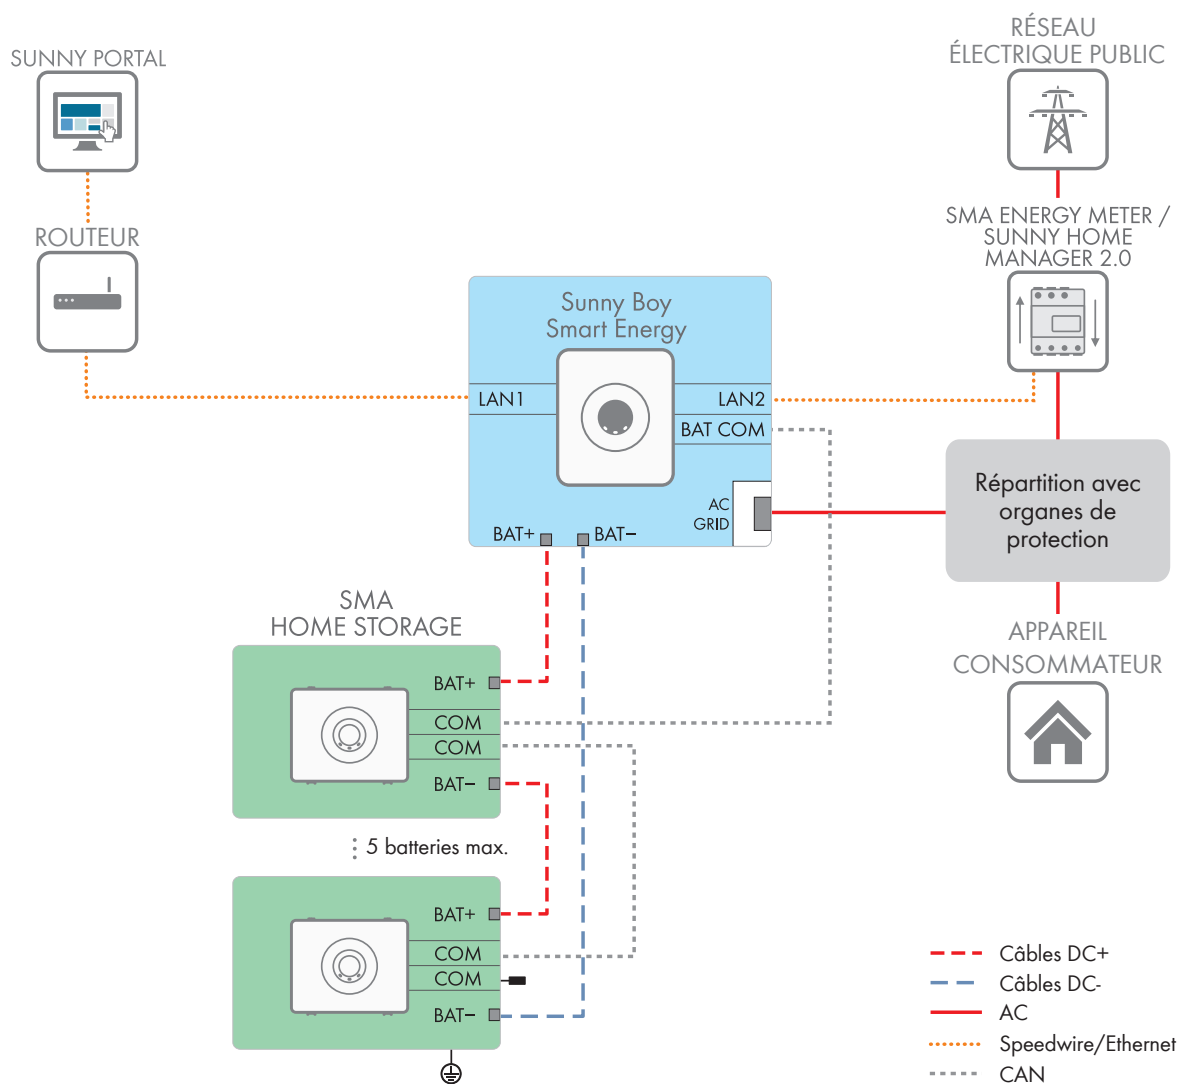 SUNNY PORTAL
RÉSEAU
ÉLECTRIQUE PUBLIC
ROUTEUR
SMA ENERGY METER /
SUNNY HOME
MANAGER 2.0
Sunny Boy
Smart Energy
LAN1
LAN2
BAT COM
AC
GRID
BAT+
BAT−
Répartition avec
organes de
protection
APPAREIL
CONSOMMATEUR
SMA
HOME STORAGE
BAT+
COM
COM
BAT−
5 batteries max.
BAT+
COM
COM
BAT−
Câbles DC+
Câbles DC-
AC
Speedwire/Ethernet
CAN